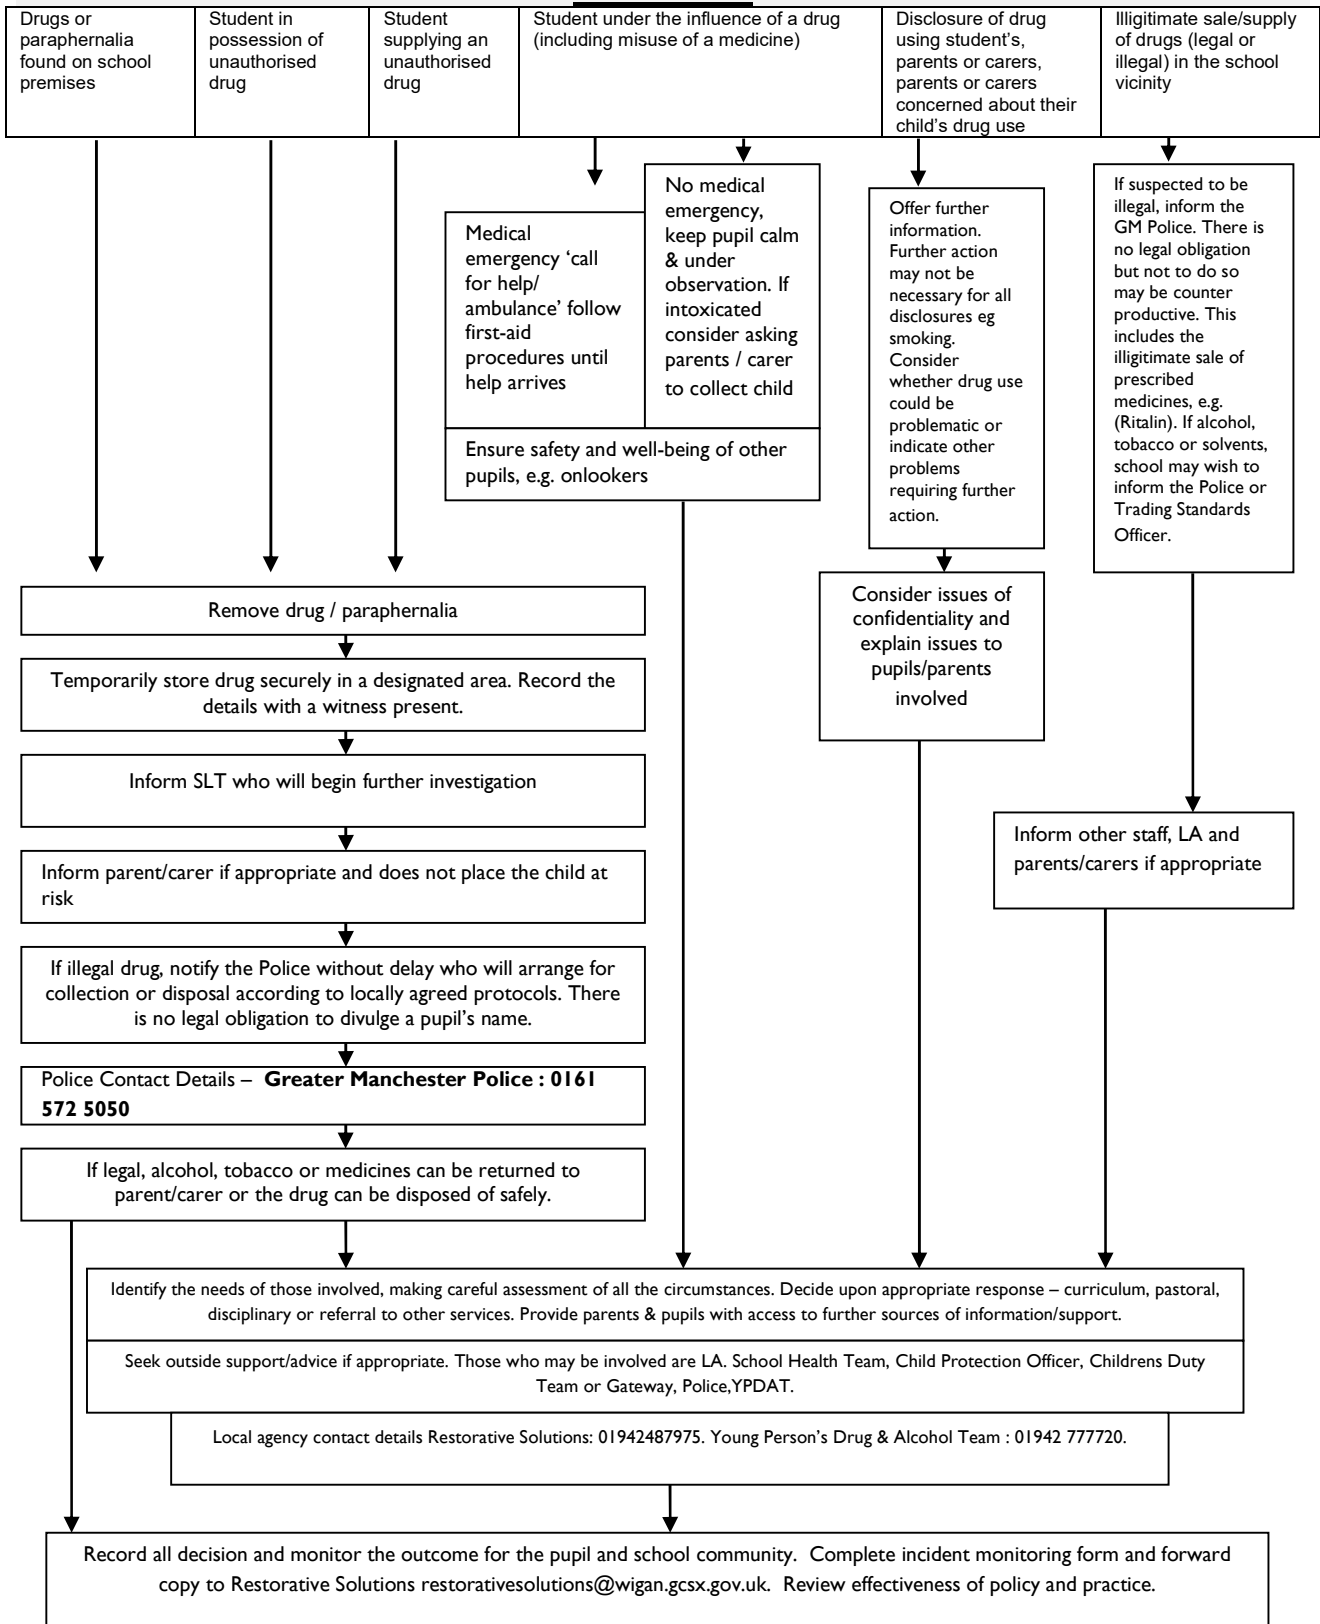 Drugs or
paraphernalia
found on school
premises
Student in
possession of
unauthorised
drug
Student
supplying an
unauthorised
drug
Student under the influence of a drug
(including misuse of a medicine)
Disclosure of drug
using student's,
parents or carers,
parents or carers
concerned about their
child's drug use
Illigitimate sale/supply
of drugs (legal or
illegal) in the school
vicinity
Medical
emergency ‘call
for help/
ambulance’ follow
first-aid
procedures until
help arrives
No medical
emergency,
keep pupil calm
& under
observation. If
intoxicated
consider asking
parents / carer
to collect child
Ensure safety and well-being of other
pupils, e.g. onlookers
Offer further
information.
Further action
may not be
necessary for all
disclosures eg
smoking.
Consider
whether drug use
could be
problematic or
indicate other
problems
requiring further
action.
If suspected to be
illegal, inform the
GM Police. There is
no legal obligation
but not to do so
may be counter
productive. This
includes the
illigitimate sale of
prescribed
medicines, e.g.
(Ritalin). If alcohol,
tobacco or solvents,
school may wish to
inform the Police or
Trading Standards
Officer.
Remove drug / paraphernalia
Temporarily store drug securely in a designated area. Record the
details with a witness present.
Inform SLT who will begin further investigation
Inform parent/carer if appropriate and does not place the child at
risk
If illegal drug, notify the Police without delay who will arrange for
collection or disposal according to locally agreed protocols. There
is no legal obligation to divulge a pupil's name.
Police Contact Details – Greater Manchester Police : 0161
572 5050
If legal, alcohol, tobacco or medicines can be returned to
parent/carer or the drug can be disposed of safely.
Consider issues of
confidentiality and
explain issues to
pupils/parents
involved
Inform other staff, LA and
parents/carers if appropriate
Identify the needs of those involved, making careful assessment of all the circumstances. Decide upon appropriate response – curriculum, pastoral,
disciplinary or referral to other services. Provide parents & pupils with access to further sources of information/support.
Seek outside support/advice if appropriate. Those who may be involved are LA. School Health Team, Child Protection Officer, Childrens Duty
Team or Gateway, Police,YPDAT.
Local agency contact details Restorative Solutions: 01942487975. Young Person's Drug & Alcohol Team : 01942 777720.
Record all decision and monitor the outcome for the pupil and school community.  Complete incident monitoring form and forward
copy to Restorative Solutions restorativesolutions@wigan.gcsx.gov.uk.  Review effectiveness of policy and practice.